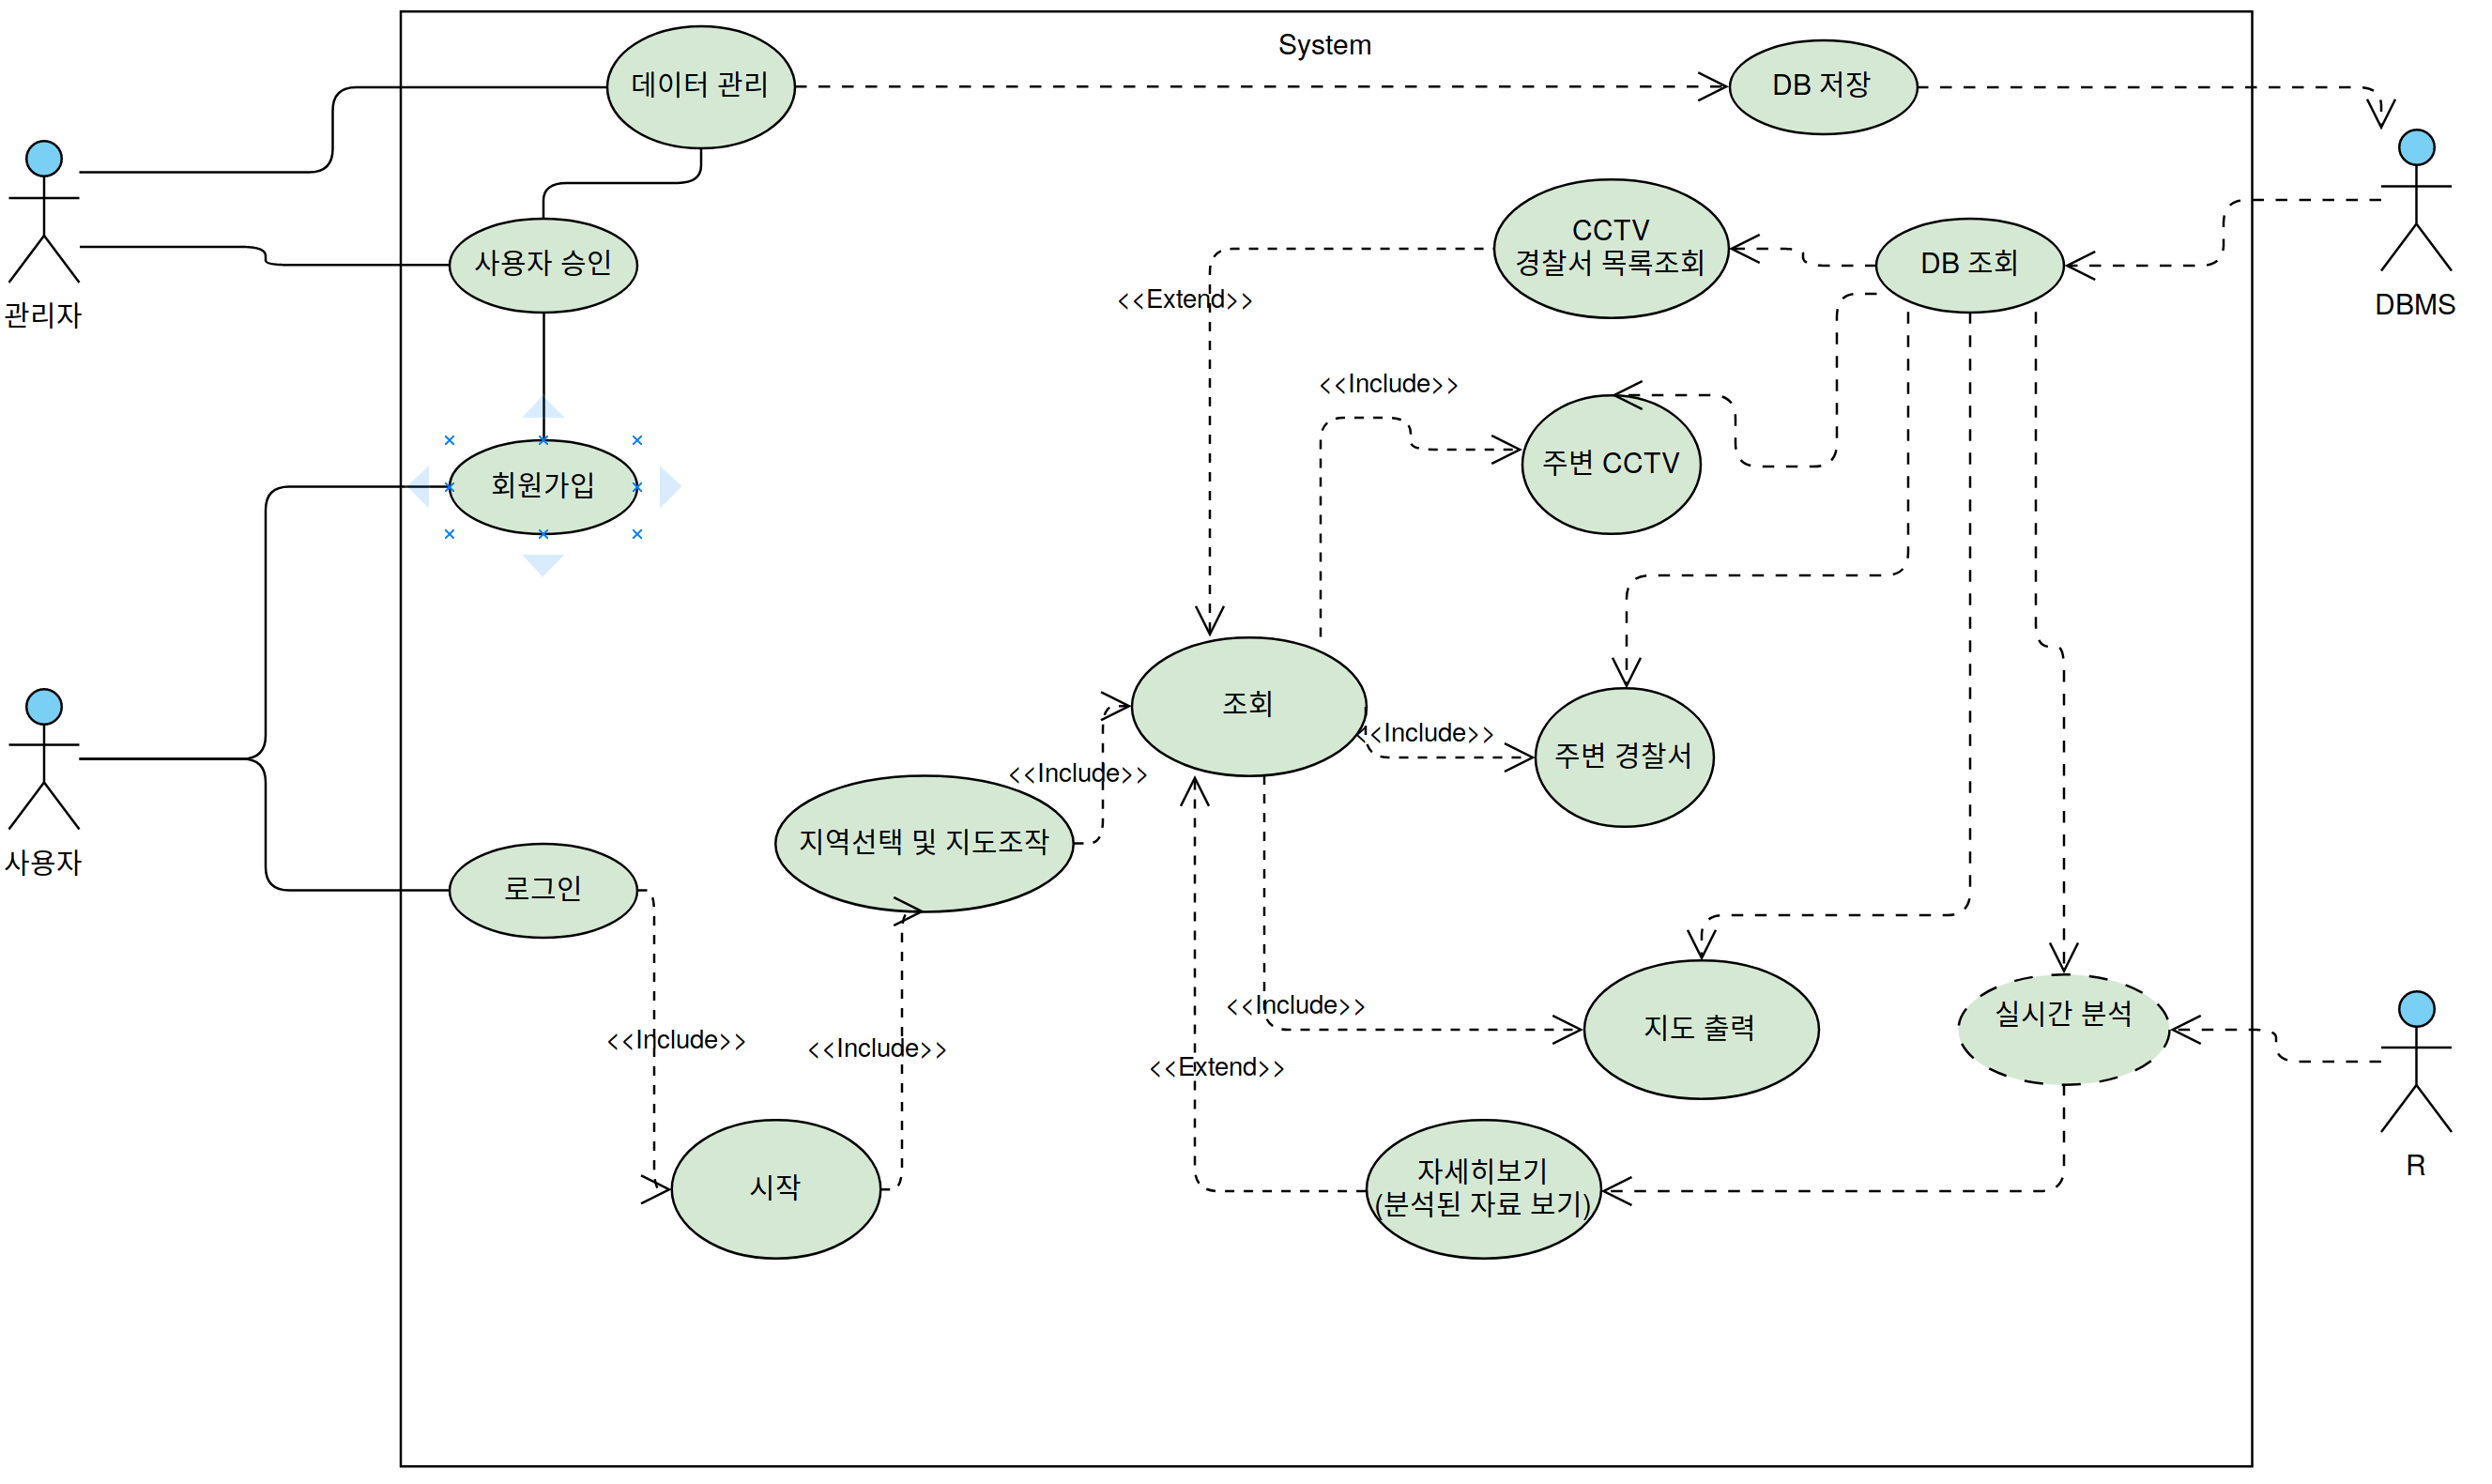 System
데이터 관리
DB 저장
관리자
사용자 승인
CCTV
경찰서 목록조회
DB 조회
DBMS
<<Extend>>
<<Include>>
주변 CCTV
회원가입
조회
<Include>>
주변 경찰서
<<Include>>
지역선택 및 지도조작
사용자
로그인
<<Include>>
지도 출력
실시간 분석
<<Include>>
<<Include>>
<<Extend>>
시작
자세히보기
(분석된 자료 보기)
R